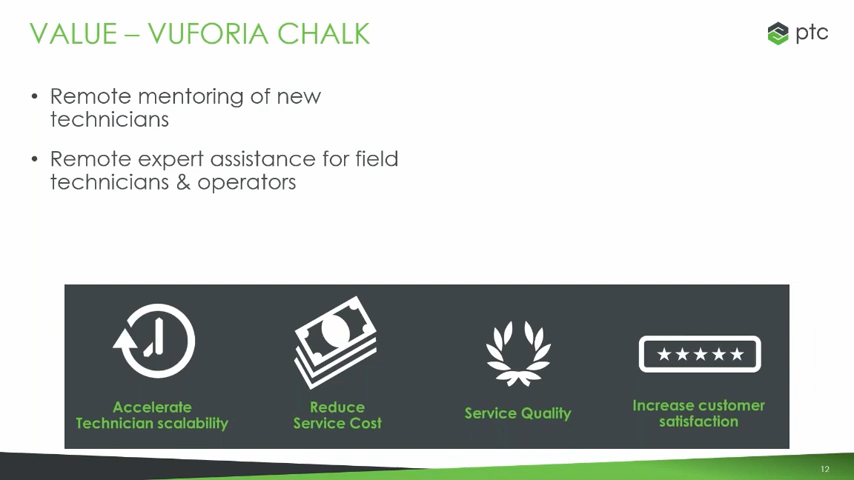 VALUE – VUFORIA CHALK
ptc
• Remote mentoring of new
technicians
• Remote expert assistance for field
technicians & operators
Accelerate
Technician scalability
Reduce
Service Cost
Service Quality
Increase customer
satisfaction
12